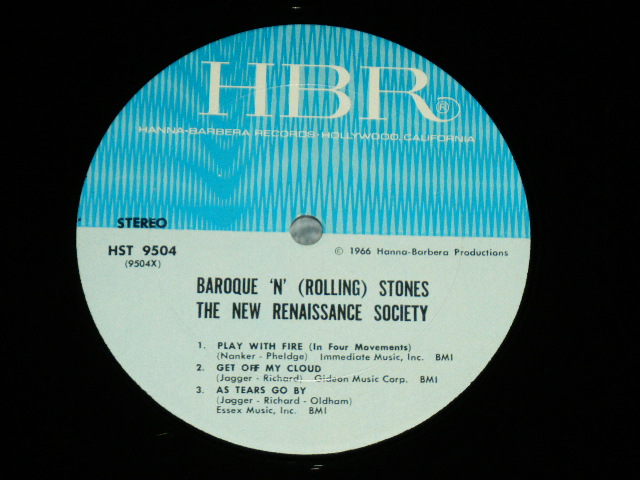 HBR®
HANNA-BARBERA RECORDS · HOLLYWOOD, CALIFORNIA
STEREO
HST 9504
(9504X)
© 1966 Hanna-Barbera Productions
BAROQUE 'N' (ROLLING) STONES
THE NEW RENAISSANCE SOCIETY
1. PLAY WITH FIRE (In Four Movements)
(Nanker - Pheldge) Immediate Music, Inc. BMI
2. GET OFF MY CLOUD
(Jagger - Richard) Gideon Music Corp. BMI
3. AS TEARS GO BY
(Jagger - Richard - Oldham)
Essex Music, Inc. BMI